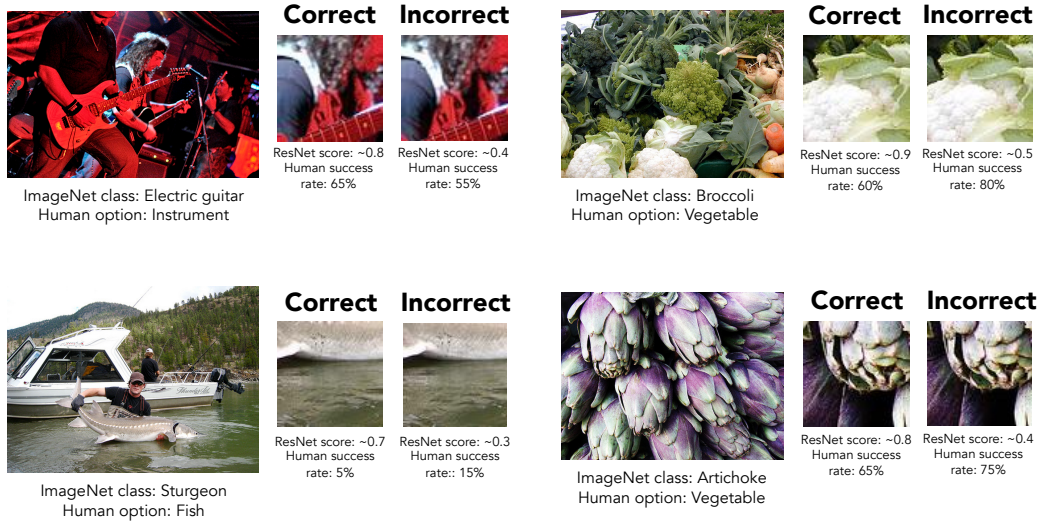 Correct Incorrect
ResNet score: ~0.8 ResNet score: ~0.4
Human success Human success
rate: 65% rate: 55%
ImageNet class: Electric guitar
Human option: Instrument
Correct Incorrect
ResNet score: ~0.9 ResNet score: ~0.5
Human success Human success
rate: 60% rate: 80%
ImageNet class: Broccoli
Human option: Vegetable
Correct Incorrect
ResNet score: ~0.7 ResNet score: ~0.3
Human success Human success
rate: 5% rate:: 15%
ImageNet class: Sturgeon
Human option: Fish
Correct Incorrect
ResNet score: ~0.8 ResNet score: ~0.4
Human success Human success
rate: 65% rate: 75%
ImageNet class: Artichoke
Human option: Vegetable